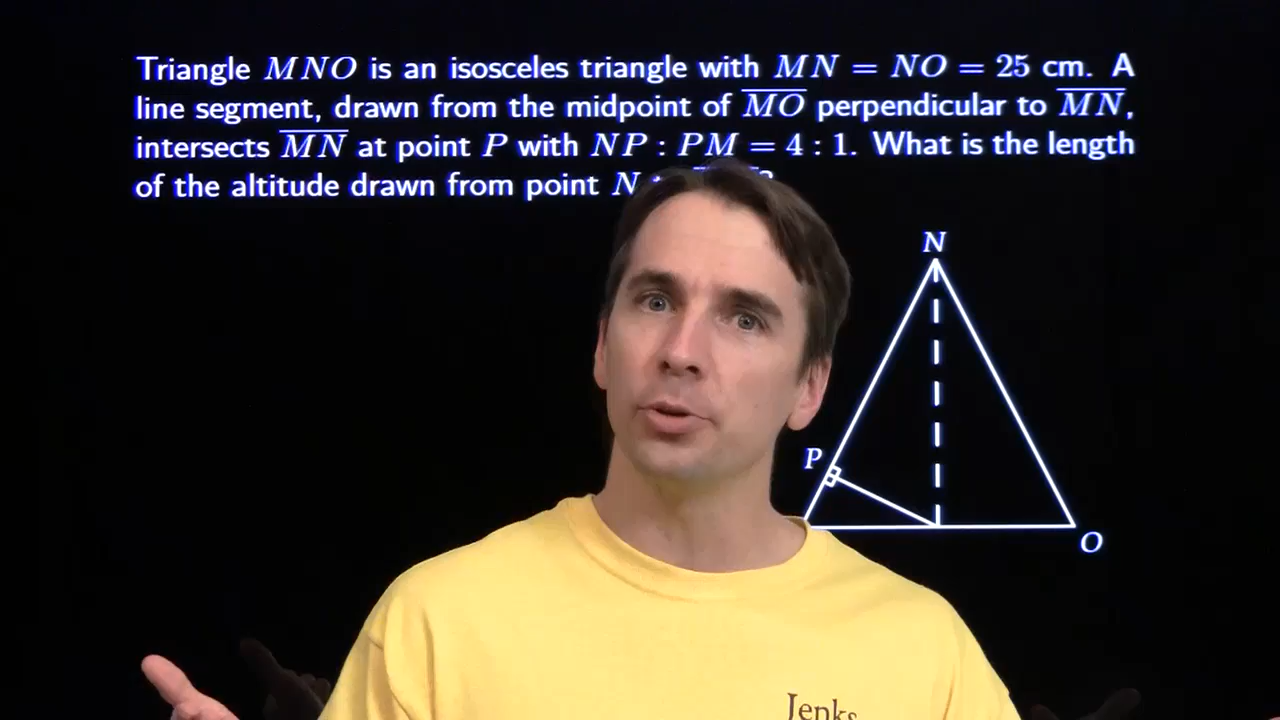 Triangle MNO is an isosceles triangle with MN = NO = 25 cm. A
line segment, drawn from the midpoint of MO perpendicular to MN,
intersects MN at point P with NP : PM = 4 : 1. What is the length
of the altitude drawn from point N
N
P
O
Jenks